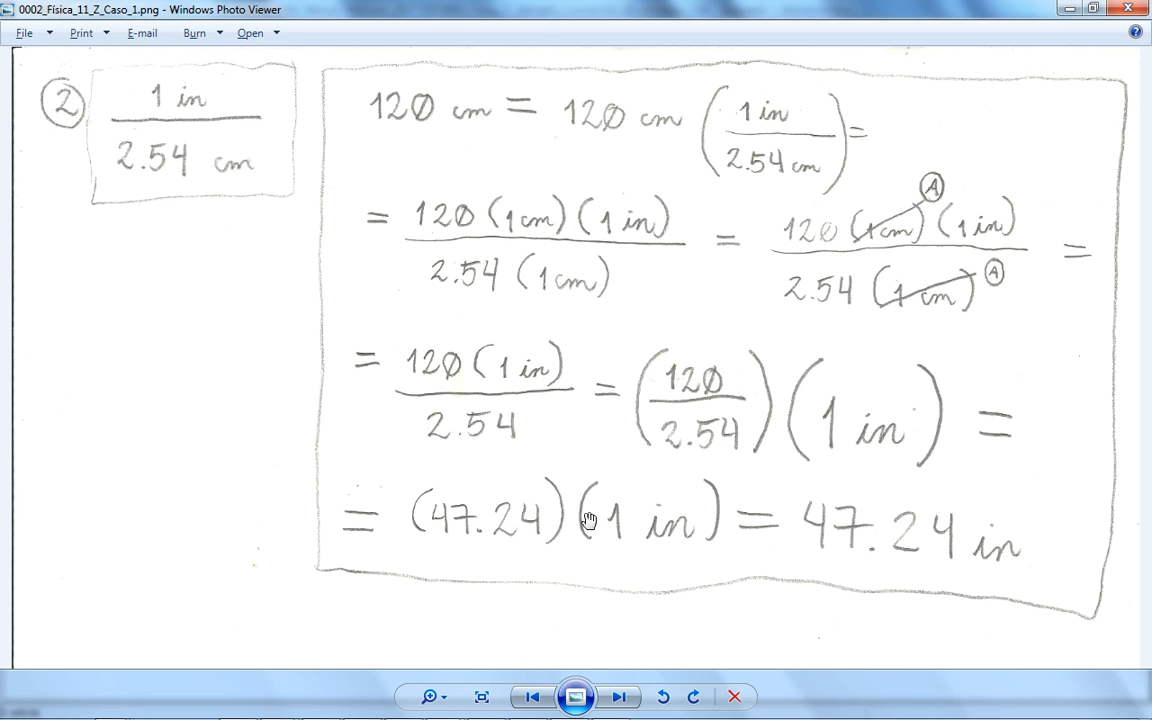 0002_Física_11_Z_Caso_1.png - Windows Photo Viewer
File Print E-mail Burn Open
2
1 in
2.54 cm
120 cm = 120 cm (1 in / 2.54 cm) =
= 120 (1 cm) (1 in) / 2.54 (1 cm) = 120 (1 cm) A (1 in) / 2.54 (1 cm) A =
= 120 (1 in) / 2.54 = (120 / 2.54) (1 in) =
= (47.24) (1 in) = 47.24 in